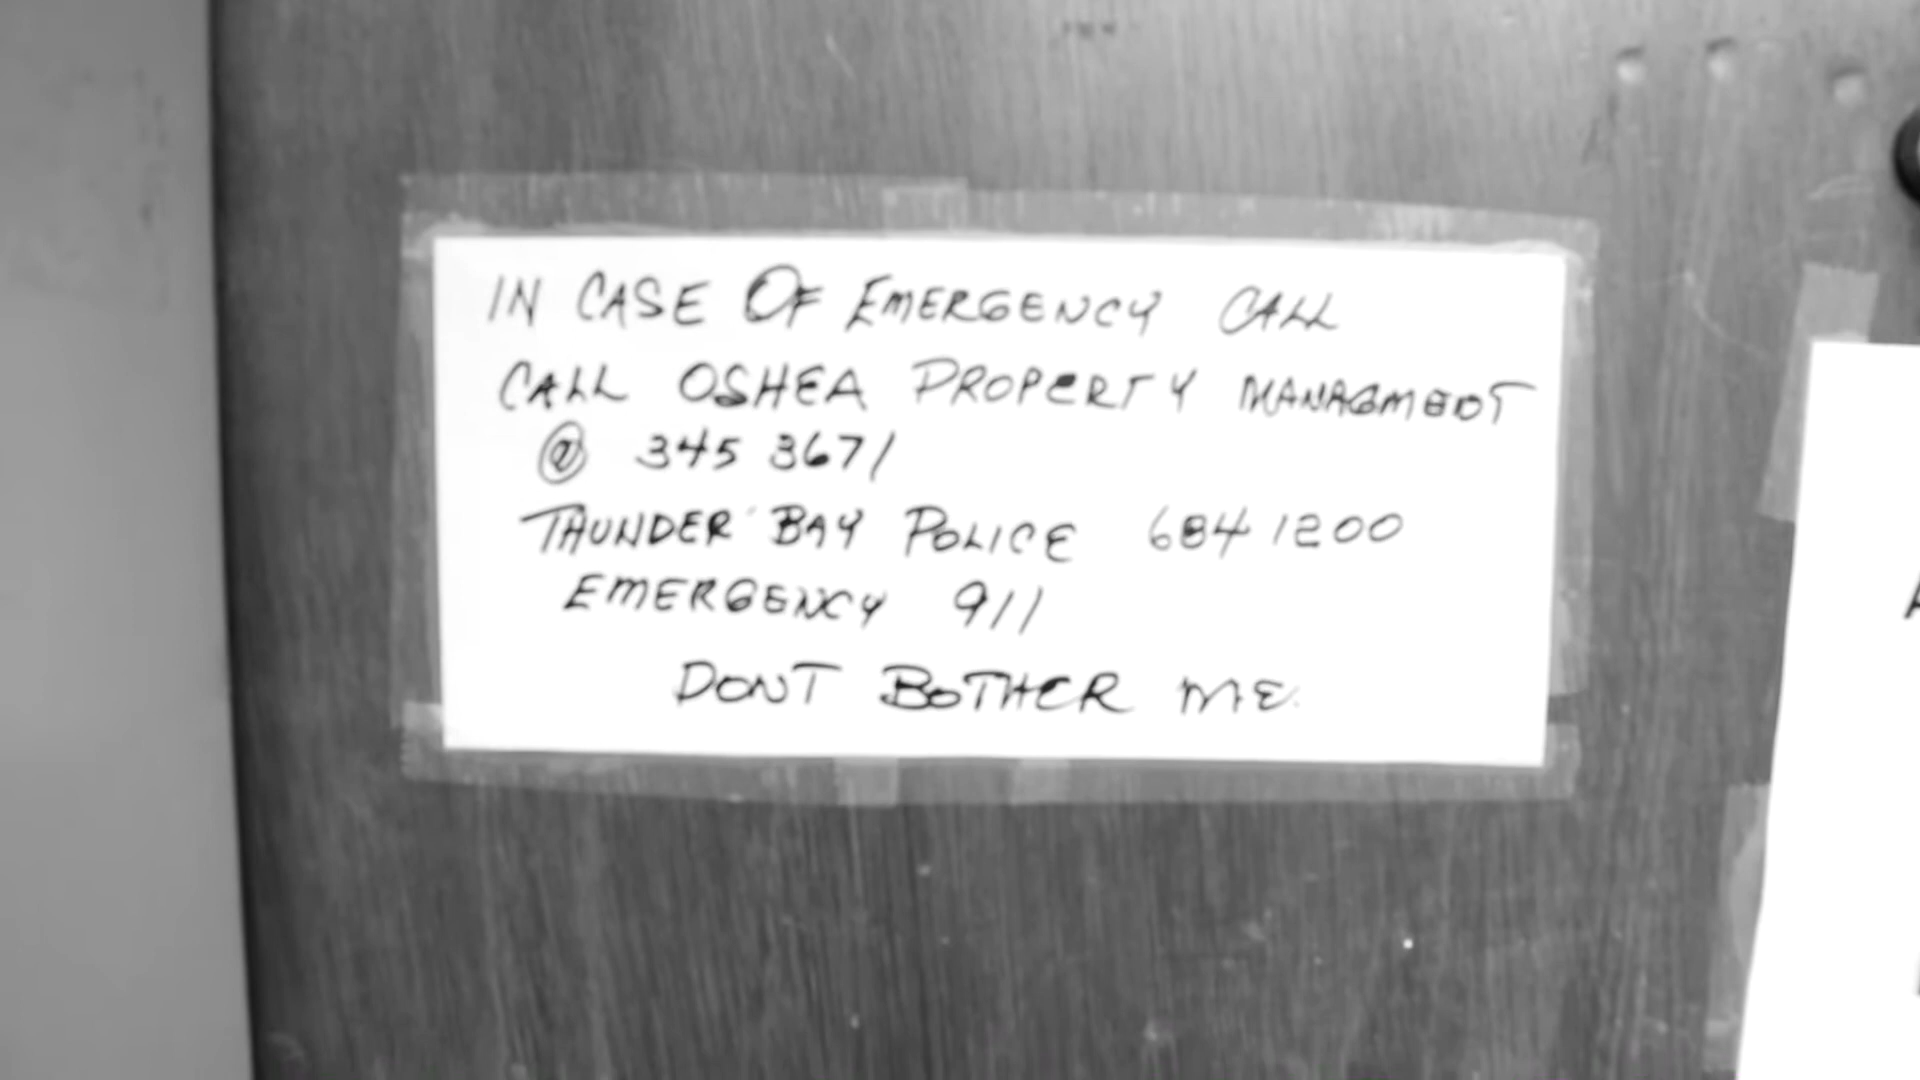 IN CASE OF EMERGENCY CALL
CALL OSHEA PROPERTY MANAGMENT
@ 345 3671
THUNDER BAY POLICE 684 1200
EMERGENCY 911
DONT BOTHER ME.